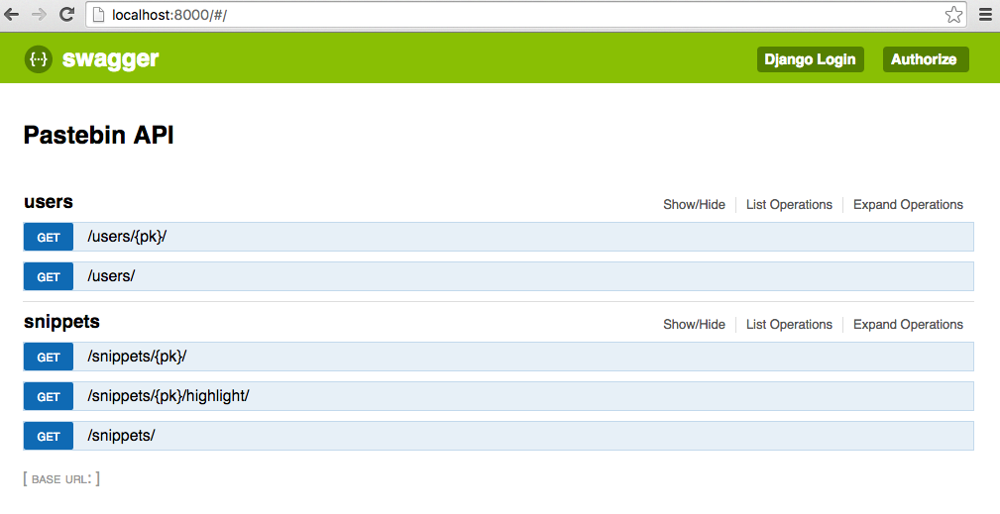 localhost:8000/#/
{··} swagger Django Login Authorize
Pastebin API
users Show/Hide List Operations Expand Operations
GET /users/{pk}/
GET /users/
snippets Show/Hide List Operations Expand Operations
GET /snippets/{pk}/
GET /snippets/{pk}/highlight/
GET /snippets/
[ BASE URL: ]